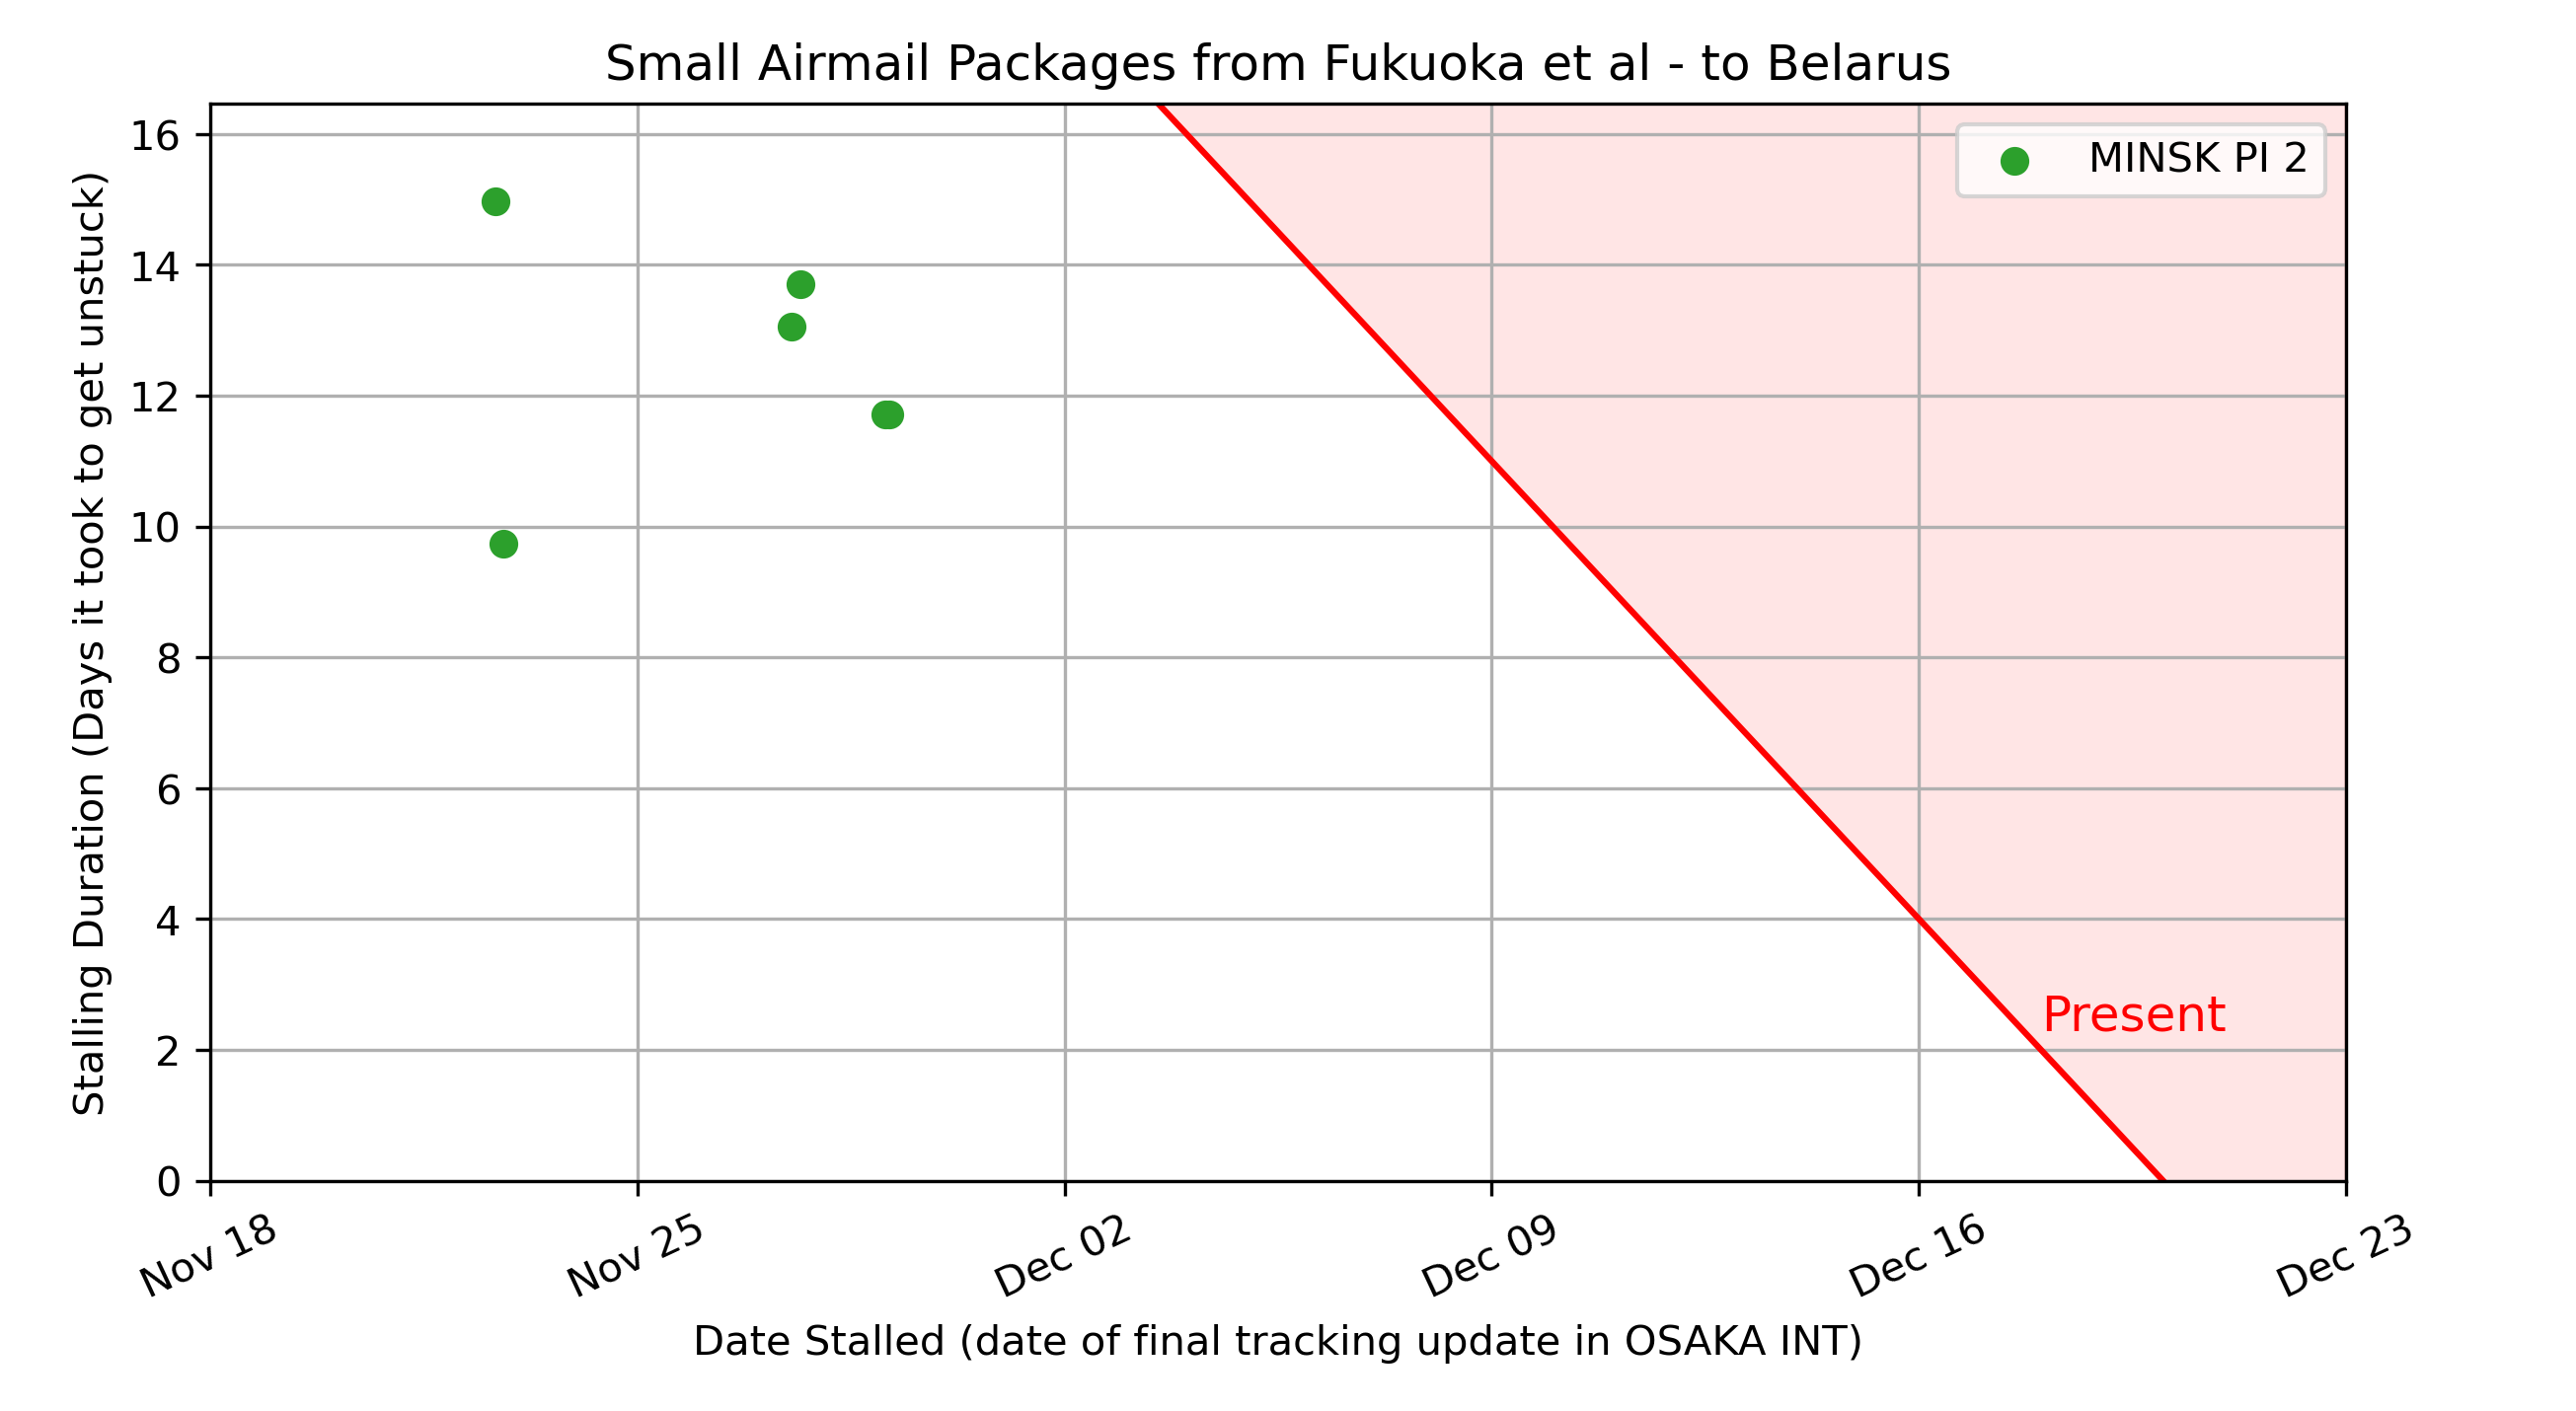 Small Airmail Packages from Fukuoka et al - to Belarus
MINSK PI 2
Stalling Duration (Days it took to get unstuck)
16
14
12
10
8
6
4
2
0
Present
Nov 18
Nov 25
Dec 02
Dec 09
Dec 16
Dec 23
Date Stalled (date of final tracking update in OSAKA INT)